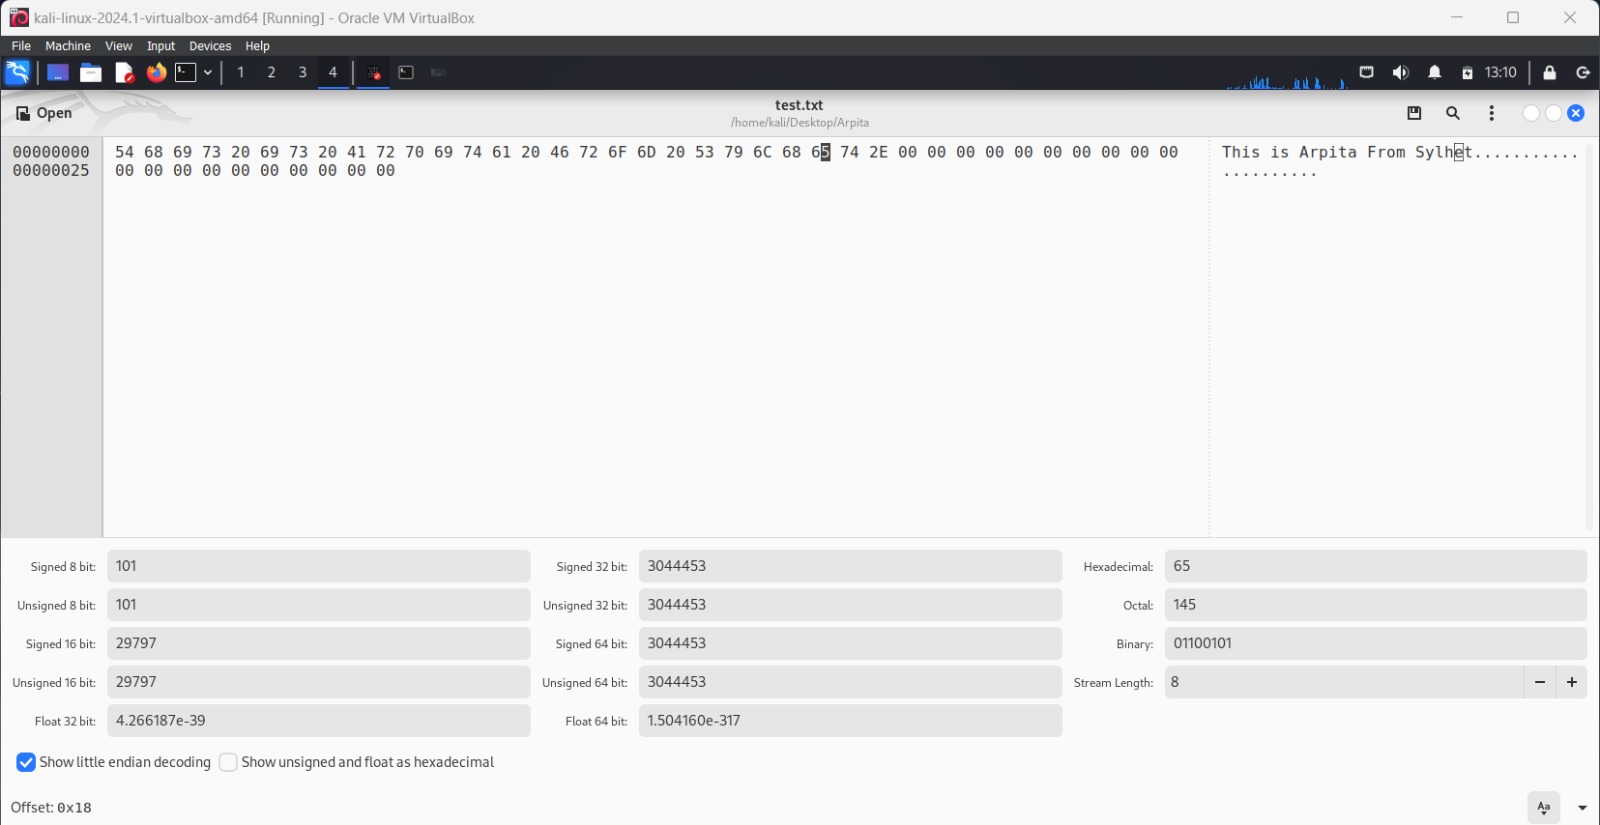 kali-linux-2024.1-virtualbox-amd64 [Running] - Oracle VM VirtualBox
File Machine View Input Devices Help
1 2 3 4 13:10
Open
test.txt
/home/kali/Desktop/Arpita
00000000 54 68 69 73 20 69 73 20 41 72 70 69 74 61 20 46 72 6F 6D 20 53 79 6C 68 65 74 2E 00 00 00 00 00 00 00 00 00 00 This is Arpita From Sylhet...........
00000025 00 00 00 00 00 00 00 00 00 00 ..........
Signed 8 bit: 101 Signed 32 bit: 3044453 Hexadecimal: 65
Unsigned 8 bit: 101 Unsigned 32 bit: 3044453 Octal: 145
Signed 16 bit: 29797 Signed 64 bit: 3044453 Binary: 01100101
Unsigned 16 bit: 29797 Unsigned 64 bit: 3044453 Stream Length: 8 − +
Float 32 bit: 4.266187e-39 Float 64 bit: 1.504160e-317
Show little endian decoding Show unsigned and float as hexadecimal
Offset: 0x18 Aa